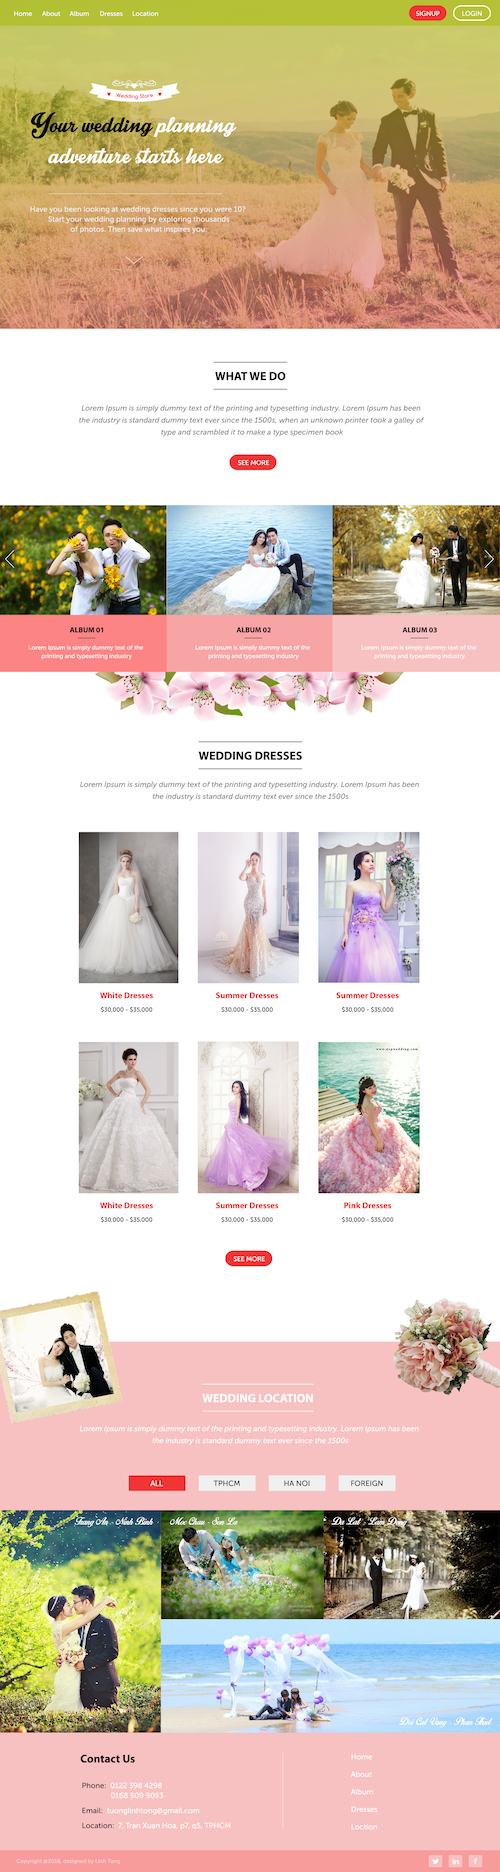 Home About Album Dresses Location SIGNUP LOGIN
Wedding Store
Your wedding planning
adventure starts here
Have you been looking at wedding dresses since you were 10?
Start your wedding planning by exploring thousands
of photos. Then save what inspires you.
WHAT WE DO
Lorem Ipsum is simply dummy text of the printing and typesetting industry. Lorem Ipsum has been
the industry is standard dummy text ever since the 1500s, when an unknown printer took a galley of
type and scrambled it to make a type specimen book
SEE MORE
ALBUM 01
Lorem Ipsum is simply dummy text of the
printing and typesetting industry
ALBUM 02
Lorem Ipsum is simply dummy text of the
printing and typesetting industry
ALBUM 03
Lorem Ipsum is simply dummy text of the
printing and typesetting industry.
WEDDING DRESSES
Lorem Ipsum is simply dummy text of the printing and typesetting industry. Lorem Ipsum has been
the industry is standard dummy text ever since the 1500s
White Dresses
$30,000 - $35,000
Summer Dresses
$30,000 - $35,000
Summer Dresses
$30,000 - $35,000
www.depwedding.com
White Dresses
$30,000 - $35,000
Summer Dresses
$30,000 - $35,000
Pink Dresses
$30,000 - $35,000
SEE MORE
WEDDING LOCATION
Lorem Ipsum is simply dummy text of the printing and typesetting industry. Lorem Ipsum has been
the industry is standard dummy text ever since the 1500s
ALL TPHCM HA NOI FOREIGN
Trang An - Ninh Binh
Moc Chau - Son La
Da Lat - Lam Dong
Doi Cat Vang - Phan Thiet
Contact Us
Phone: 0122 398 4298
0168 909 9093
Email: tuonglinhtong@gmail.com
Location: 7, Tran Xuan Hoa, p7, q5, TPHCM
Home
About
Album
Dresses
Loction
Copyright @2016, designed by Linh Tong